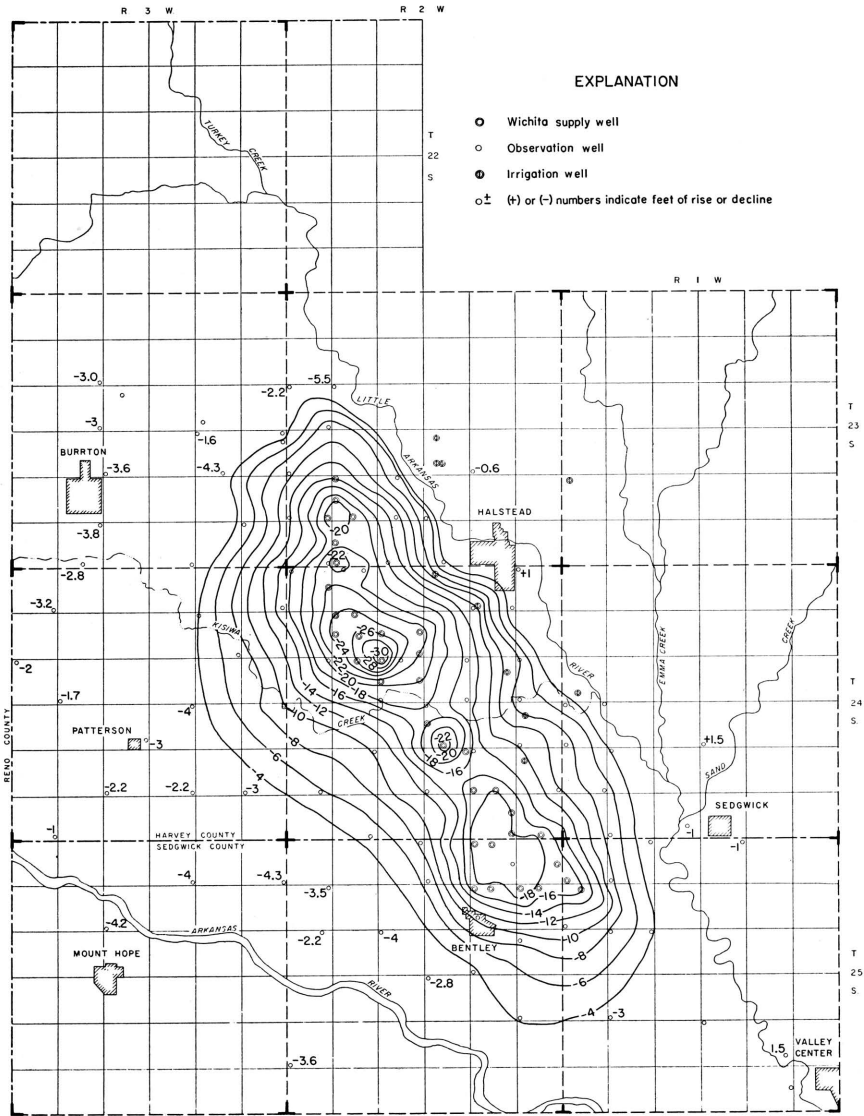 R 3 W
R 2 W
EXPLANATION
Wichita supply well
Observation well
Irrigation well
± (+) or (-) numbers indicate feet of rise or decline
TURKEY CREEK
T 22 S
R 1 W
-3.0
-2.2
-5.5
LITTLE
T 23 S
-3
-1.6
BURRTON
-3.6
-4.3
ARKANSAS
-0.6
HALSTEAD
-3.8
-20
-22
-2.8
+1
-3.2
KISIWA
-26
-24
-30
-28
-22
-20
-18
-2
-14
-16
RIVER
EMMA CREEK
CREEK
T 24 S
-1.7
-12
-10
-4
CREEK
RENO COUNTY
PATTERSON
-3
-8
-22
-20
-18
-16
+1.5
-6
SAND
-4
-2.2
-2.2
-3
SEDGWICK
-1
HARVEY COUNTY
SEDGWICK COUNTY
-1
-1
-4
-4.3
-3.5
-18
-16
-14
-12
-4.2
ARKANSAS
-2.2
-4
-10
BENTLEY
-8
MOUNT HOPE
RIVER
-2.8
-6
T 25 S
-4
-3
1.5
VALLEY
CENTER
-3.6